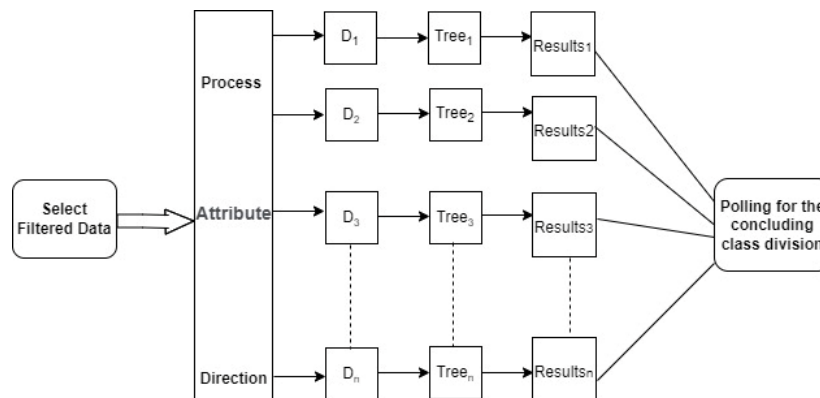 D₁ Tree₁ Results₁
Process
D₂ Tree₂ Results2
Select
Filtered Data
Attribute
D₃ Tree₃ Results3
Polling for the
concluding
class division
Direction
Dₙ Treeₙ Resultsₙ